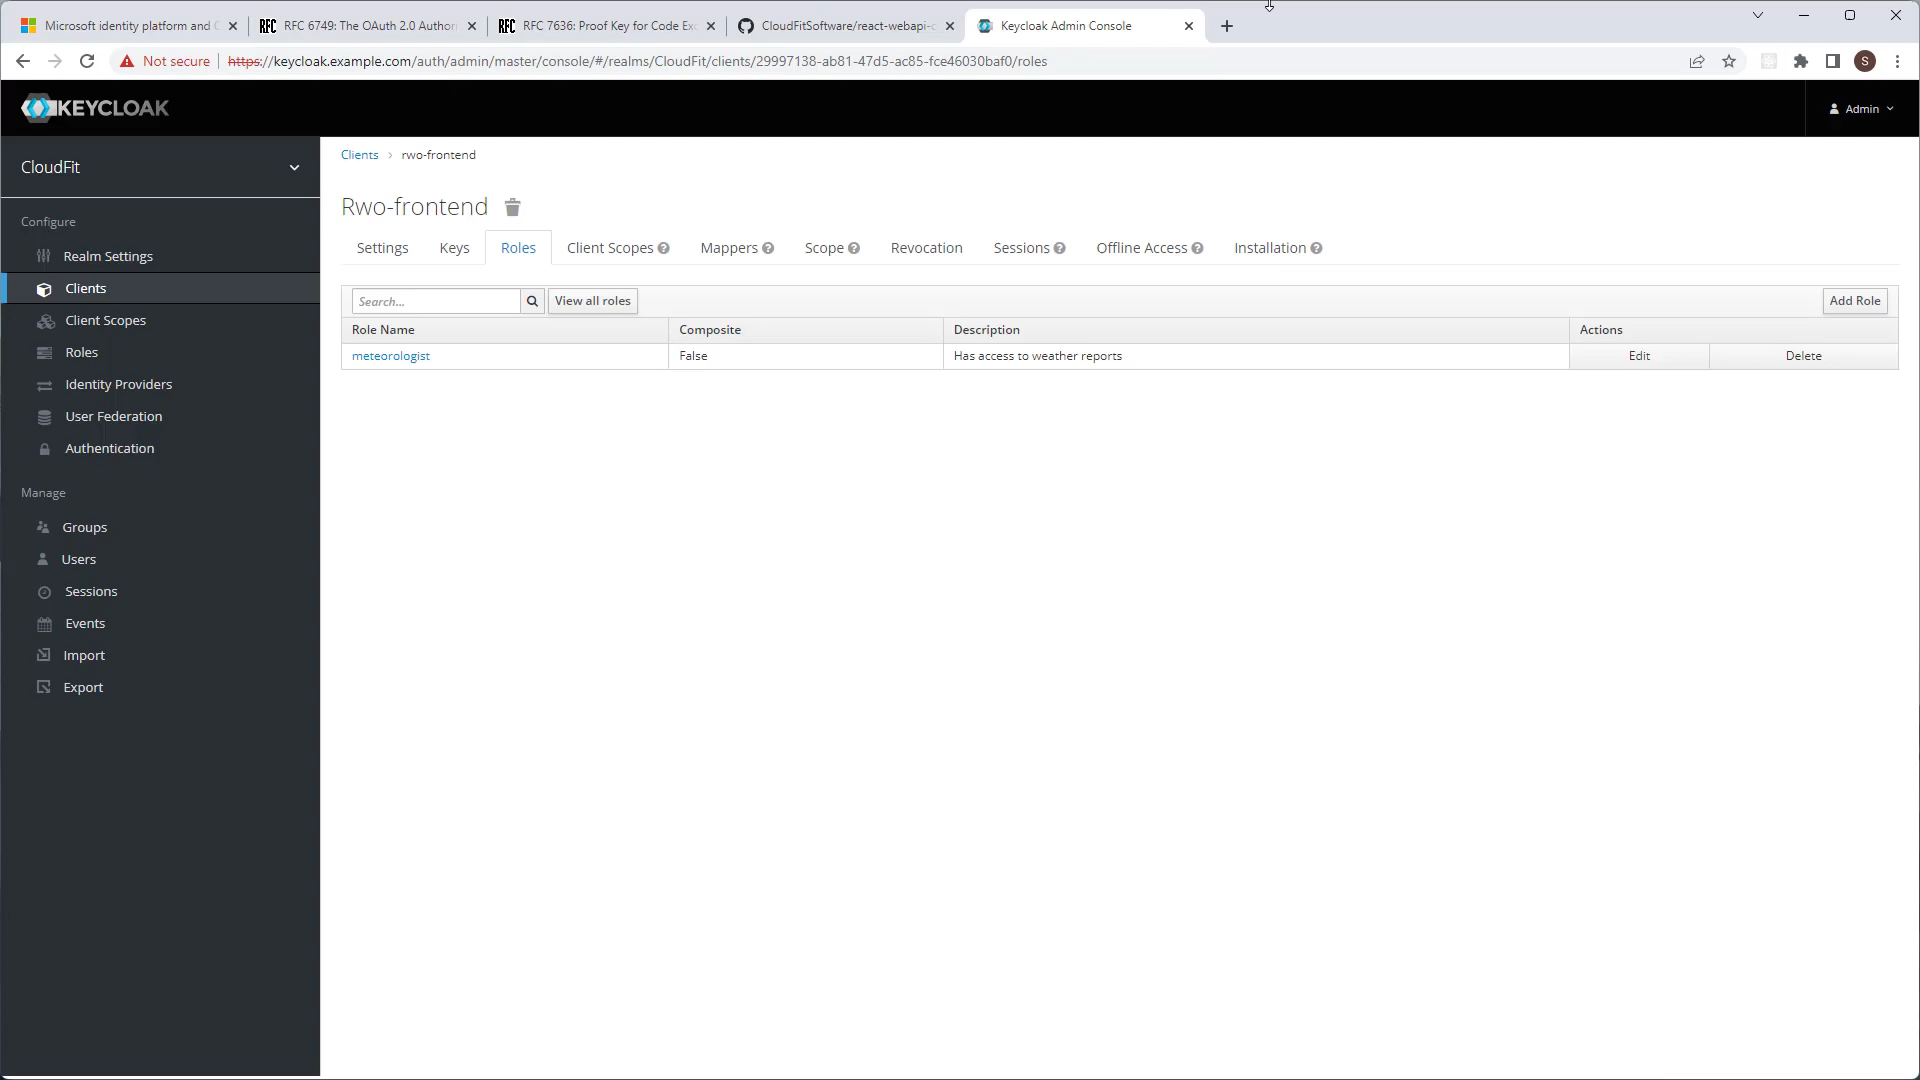 Microsoft identity platform and
RFC 6749: The OAuth 2.0 Author
RFC 7636: Proof Key for Code Ex
CloudFitSoftware/react-webapi-
Keycloak Admin Console
Not secure
https://keycloak.example.com/auth/admin/master/console/#/realms/CloudFit/clients/29997138-ab81-47d5-ac85-fce46030baf0/roles
S
KEYCLOAK
Admin
CloudFit
Configure
Realm Settings
Clients
Client Scopes
Roles
Identity Providers
User Federation
Authentication
Manage
Groups
Users
Sessions
Events
Import
Export
Clients › rwo-frontend
Rwo-frontend
Settings Keys Roles Client Scopes Mappers Scope Revocation Sessions Offline Access Installation
Search... View all roles Add Role
Role Name Composite Description Actions
meteorologist False Has access to weather reports Edit Delete